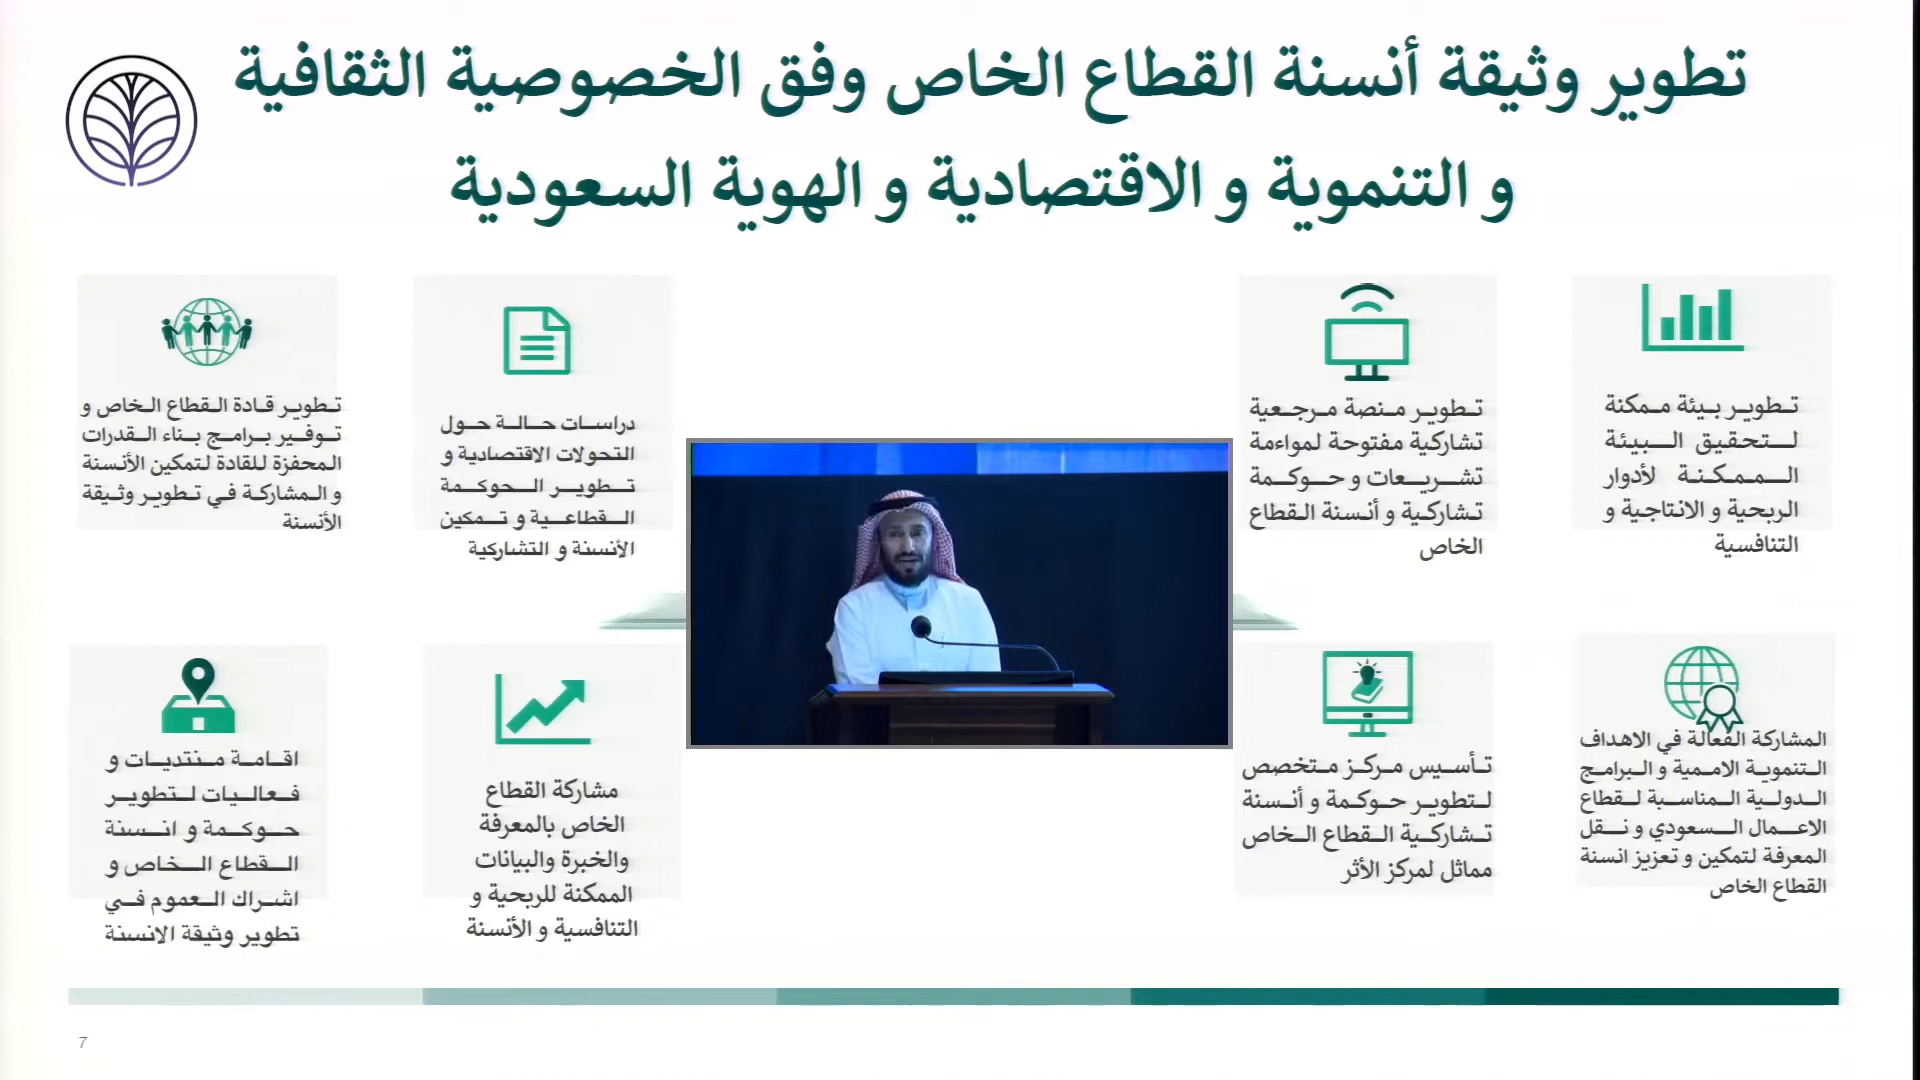 تطوير وثيقة أنسنة القطاع الخاص وفق الخصوصية الثقافية
و التنموية و الاقتصادية و الهوية السعودية
تطوير بيئة ممكنة
لتحقيق البيئة
الممكنة لأدوار
الربحية و الانتاجية و
التنافسية
تطوير منصة مرجعية
تشاركية مفتوحة لمواءمة
تشريعات و حوكمة
تشاركية و أنسنة القطاع
الخاص
دراسات حالة حول
التحولات الاقتصادية و
تطوير الحوكمة
القطاعية و تمكين
الأنسنة و التشاركية
تطوير قادة القطاع الخاص و
توفير برامج بناء القدرات
المحفزة للقادة لتمكين الأنسنة
و المشاركة في تطوير وثيقة
الأنسنة
المشاركة الفعالة في الاهداف
التنموية الاممية و البرامج
الدولية المناسبة لقطاع
الاعمال السعودي و نقل
المعرفة لتمكين و تعزيز انسنة
القطاع الخاص
تأسيس مركز متخصص
لتطوير حوكمة و أنسنة
تشاركية القطاع الخاص
مماثل لمركز الأثر
مشاركة القطاع
الخاص بالمعرفة
والخبرة والبيانات
الممكنة للربحية و
التنافسية و الأنسنة
اقامة منتديات و
فعاليات لتطوير
حوكمة و انسنة
القطاع الخاص و
اشراك العموم في
تطوير وثيقة الانسنة
7